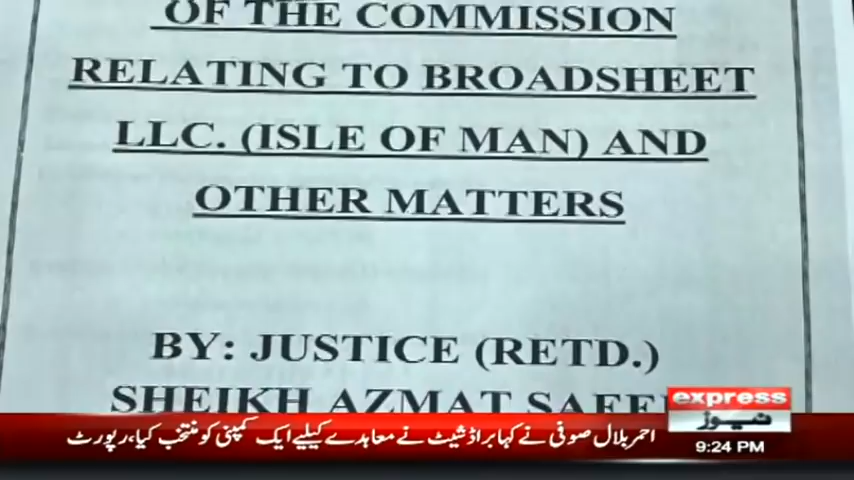 OF THE COMMISSION
RELATING TO BROADSHEET
LLC. (ISLE OF MAN) AND
OTHER MATTERS
BY: JUSTICE (RETD.)
SHEIKH AZMAT SAEED
express
نیوز
احمر بلال صوفی نے کہا براڈشیٹ نے معاہدے کیلیے ایک کمپنی کو منتخب کیا، رپورٹ
9:24 PM